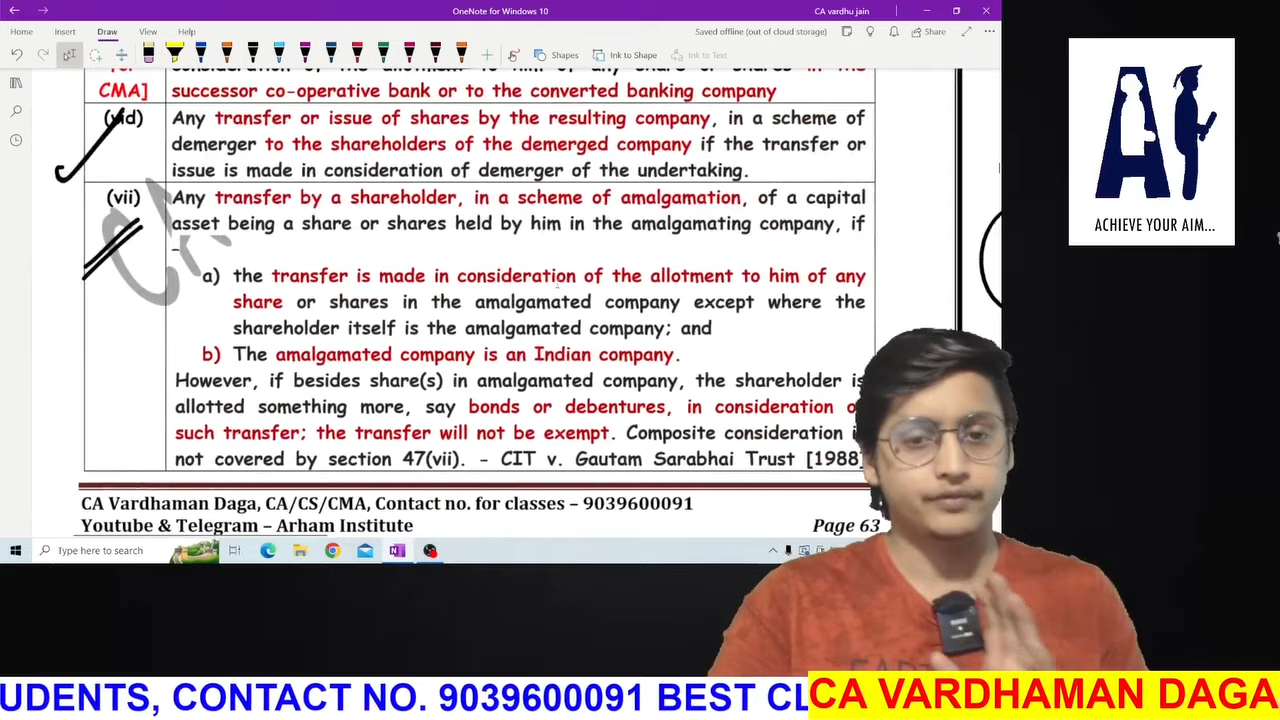 OneNote for Windows 10
CA vardhu jain
Home Insert Draw View Help
Saved offline (out of cloud storage)
Share
Shapes
Ink to Shape
Ink to Text
CMA]
successor co-operative bank or to the converted banking company
(vid) Any transfer or issue of shares by the resulting company, in a scheme of
demerger to the shareholders of the demerged company if the transfer or
issue is made in consideration of demerger of the undertaking.
(vii) Any transfer by a shareholder, in a scheme of amalgamation, of a capital
asset being a share or shares held by him in the amalgamating company, if
–
a) the transfer is made in consideration of the allotment to him of any
share or shares in the amalgamated company except where the
shareholder itself is the amalgamated company; and
b) The amalgamated company is an Indian company.
However, if besides share(s) in amalgamated company, the shareholder is
allotted something more, say bonds or debentures, in consideration
such transfer; the transfer will not be exempt. Composite consideration
not covered by section 47(vii). - CIT v. Gautam Sarabhai Trust [1988]
CA Vardhaman Daga, CA/CS/CMA, Contact no. for classes – 9039600091
Youtube & Telegram – Arham Institute
Page 63
Type here to search
AI
ACHIEVE YOUR AIM...
UDENTS, CONTACT NO. 9039600091 BEST CL
CA VARDHAMAN DAGA